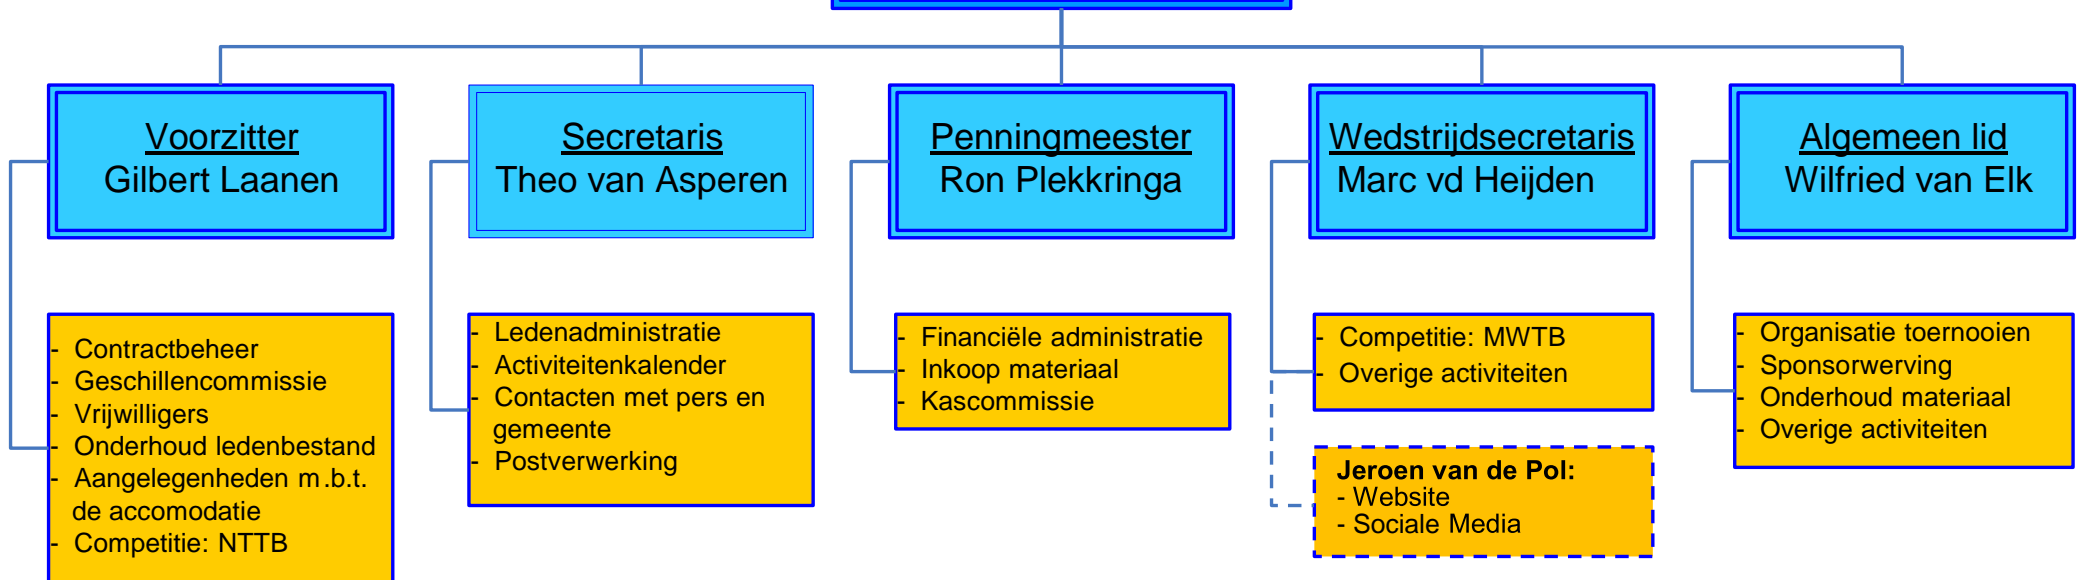 Voorzitter
Gilbert Laanen
Secretaris
Theo van Asperen
Penningmeester
Ron Plekkringa
Wedstrijdsecretaris
Marc vd Heijden
Algemeen lid
Wilfried van Elk
- Contractbeheer
- Geschillencommissie
- Vrijwilligers
- Onderhoud ledenbestand
- Aangelegenheden m.b.t.
de accomodatie
- Competitie: NTTB
- Ledenadministratie
- Activiteitenkalender
- Contacten met pers en
gemeente
- Postverwerking
- Financiële administratie
- Inkoop materiaal
- Kascommissie
- Competitie: MWTB
- Overige activiteiten
Jeroen van de Pol:
- Website
- Sociale Media
- Organisatie toernooien
- Sponsorwerving
- Onderhoud materiaal
- Overige activiteiten